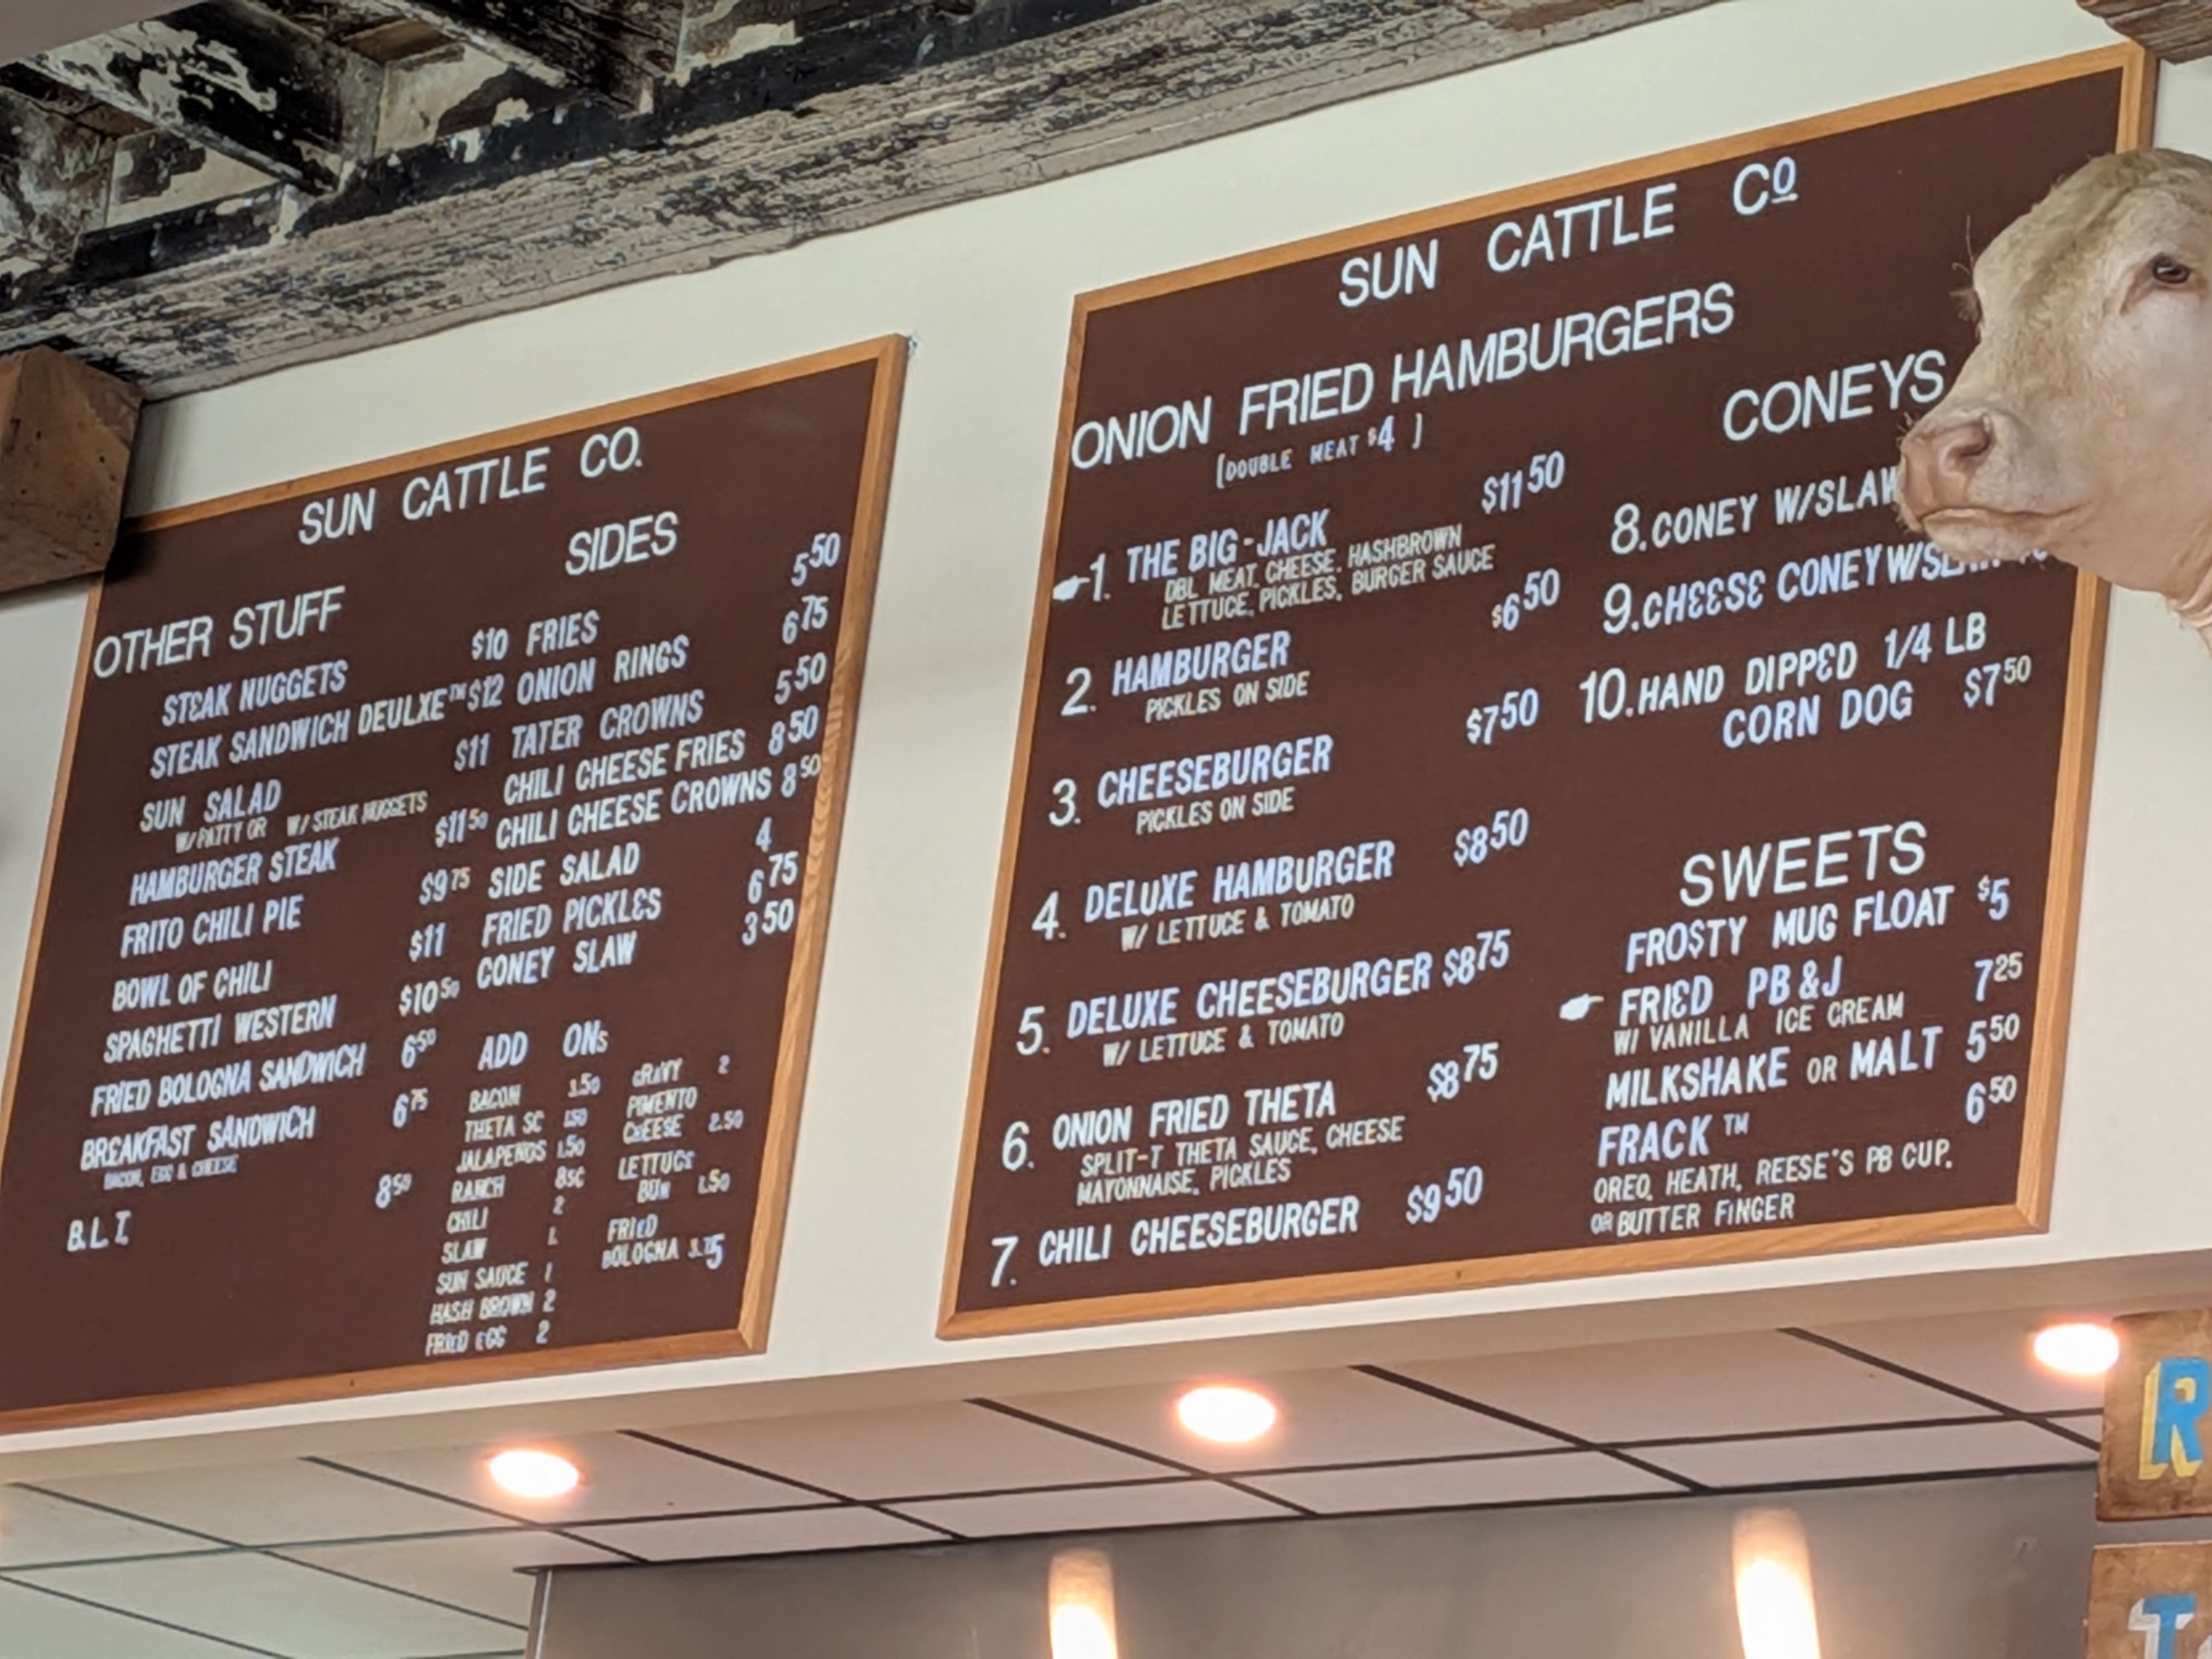 SUN CATTLE CO.
OTHER STUFF
STEAK NUGGETS $10
STEAK SANDWICH DEULXE™ $12
SUN SALAD $11
W/PATTY OR W/STEAK NUGGETS
HAMBURGER STEAK $11 50
FRITO CHILI PIE $9 75
BOWL OF CHILI $11
SPAGHETTI WESTERN $10 50
FRIED BOLOGNA SANDWICH 6 50
BREAKFAST SANDWICH 6 75
BACON, EGG & CHEESE
B.L.T. 8 50
SIDES
FRIES 5 50
ONION RINGS 6 75
TATER CROWNS 5 50
CHILI CHEESE FRIES 8 50
CHILI CHEESE CROWNS 8 50
SIDE SALAD 4
FRIED PICKLES 6 75
CONEY SLAW 3 50
ADD ONs
BACON 3.50
THETA SC 1.50
JALAPENOS 1.50
RANCH 85¢
CHILI 2
SLAW 1.
SUN SAUCE 1
HASH BROWN 2
FRIED EGG 2
GRAVY 2
PIMENTO
CHEESE 2.50
LETTUCE
BUN 1.50
FRIED
BOLOGNA 3.75
SUN CATTLE Cº
ONION FRIED HAMBURGERS
[DOUBLE MEAT $4 ]
1. THE BIG-JACK $11 50
DBL MEAT, CHEESE, HASHBROWN
LETTUCE, PICKLES, BURGER SAUCE
2. HAMBURGER $6 50
PICKLES ON SIDE
3. CHEESEBURGER $7 50
PICKLES ON SIDE
4. DELUXE HAMBURGER $8 50
W/ LETTUCE & TOMATO
5. DELUXE CHEESEBURGER $8 75
W/ LETTUCE & TOMATO
6. ONION FRIED THETA $8 75
SPLIT-T THETA SAUCE, CHEESE
MAYONNAISE, PICKLES
7. CHILI CHEESEBURGER $9 50
CONEYS
8. CONEY W/SLAW
9. CHEESE CONEY
10. HAND DIPPED 1/4 LB
CORN DOG $7 50
SWEETS
FROSTY MUG FLOAT $5
FRIED PB&J 7 25
W/ VANILLA ICE CREAM
MILKSHAKE OR MALT 5 50
FRACK™ 6 50
OREO, HEATH, REESE'S PB CUP,
OR BUTTER FINGER
R
T